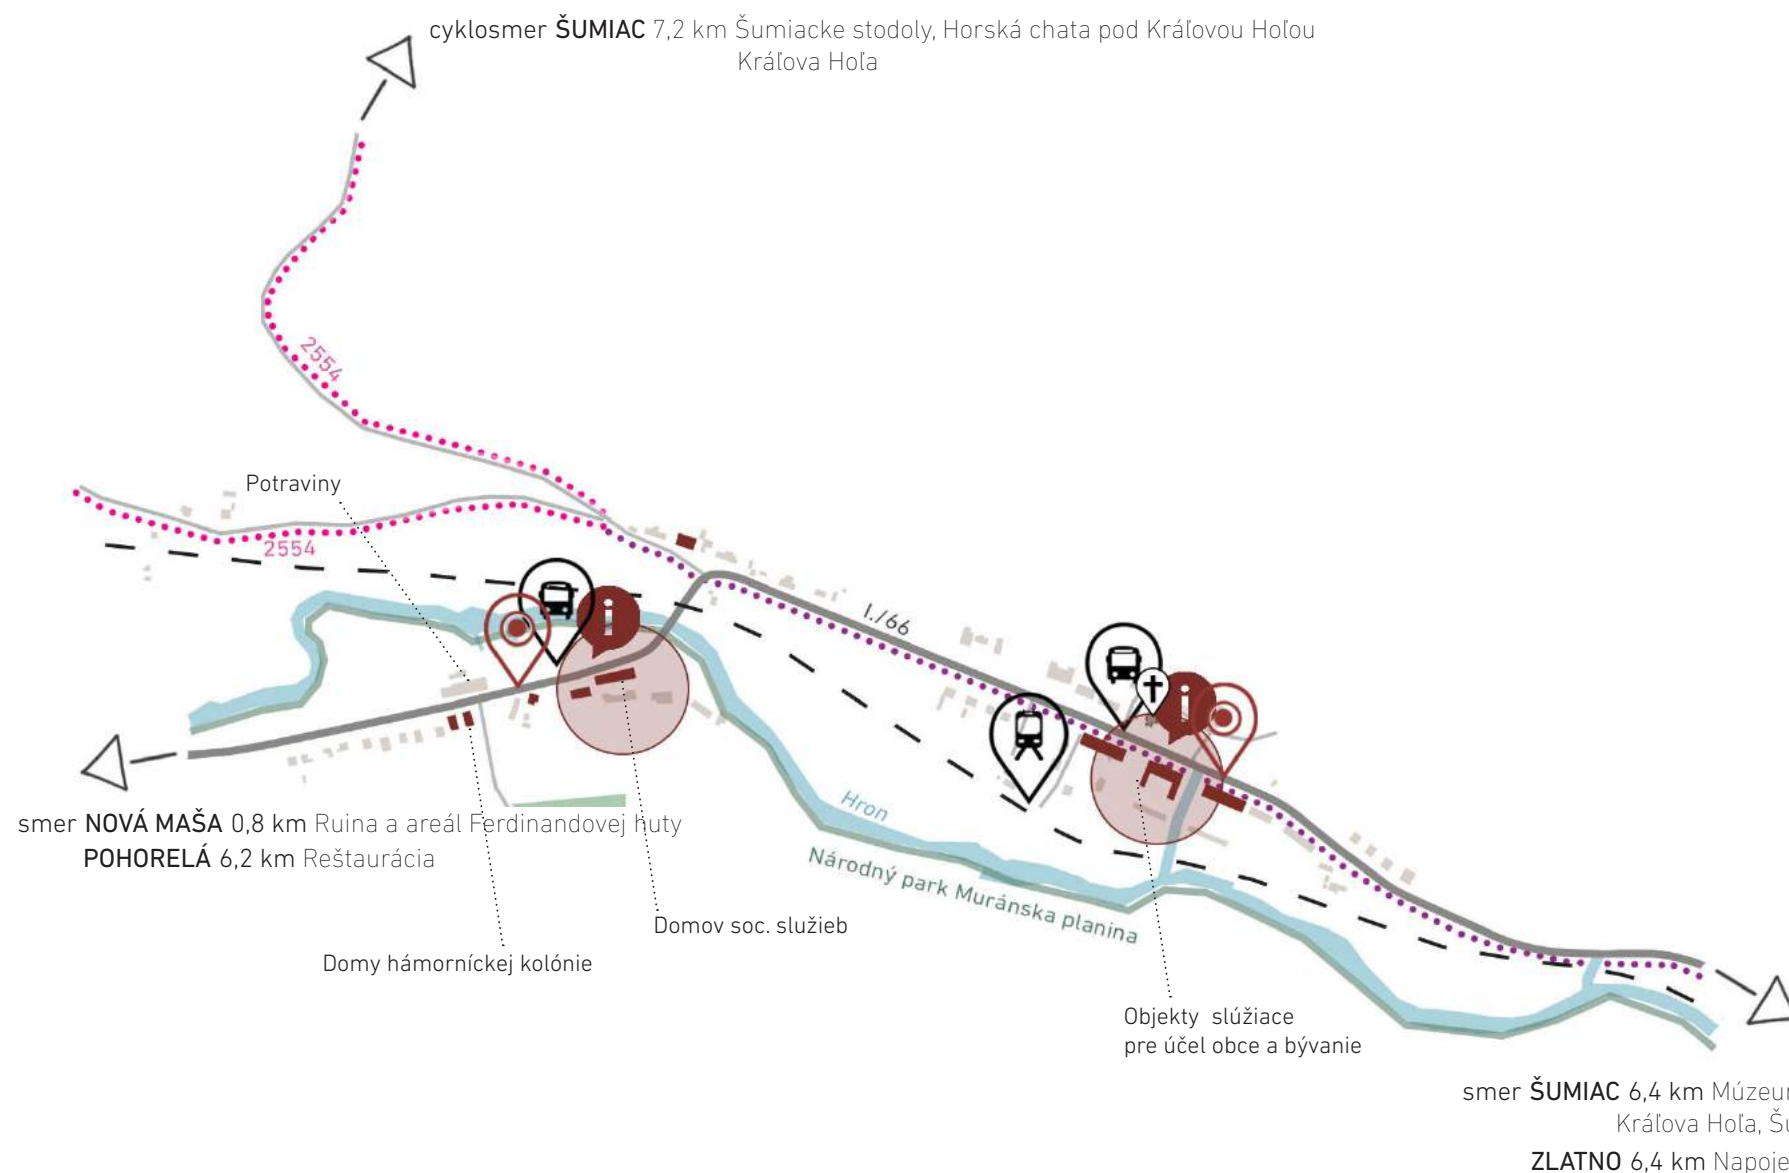 cyklosmer ŠUMIAC 7,2 km Šumiacke stodoly, Horská chata pod Kráľovou Hoľou
Kráľova Hoľa
2554
Potraviny
2554
i
I./66
i
Hron
smer NOVÁ MAŠA 0,8 km Ruina a areál Ferdinandovej huty
POHORELÁ 6,2 km Reštaurácia
Národný park Muránska planina
Domov soc. služieb
Domy hámorníckej kolónie
Objekty slúžiace
pre účel obce a bývanie
smer ŠUMIAC 6,4 km
Kráľova Hoľa,
ZLATNO 6,4 km